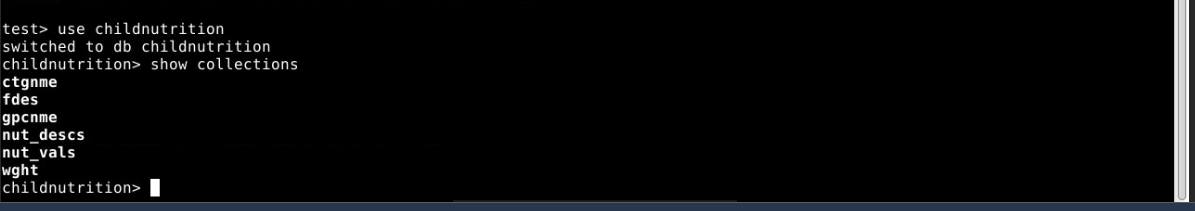 test> use childnutrition
switched to db childnutrition
childnutrition> show collections
ctgnme
fdes
gpcnme
nut_descs
nut_vals
wght
childnutrition>